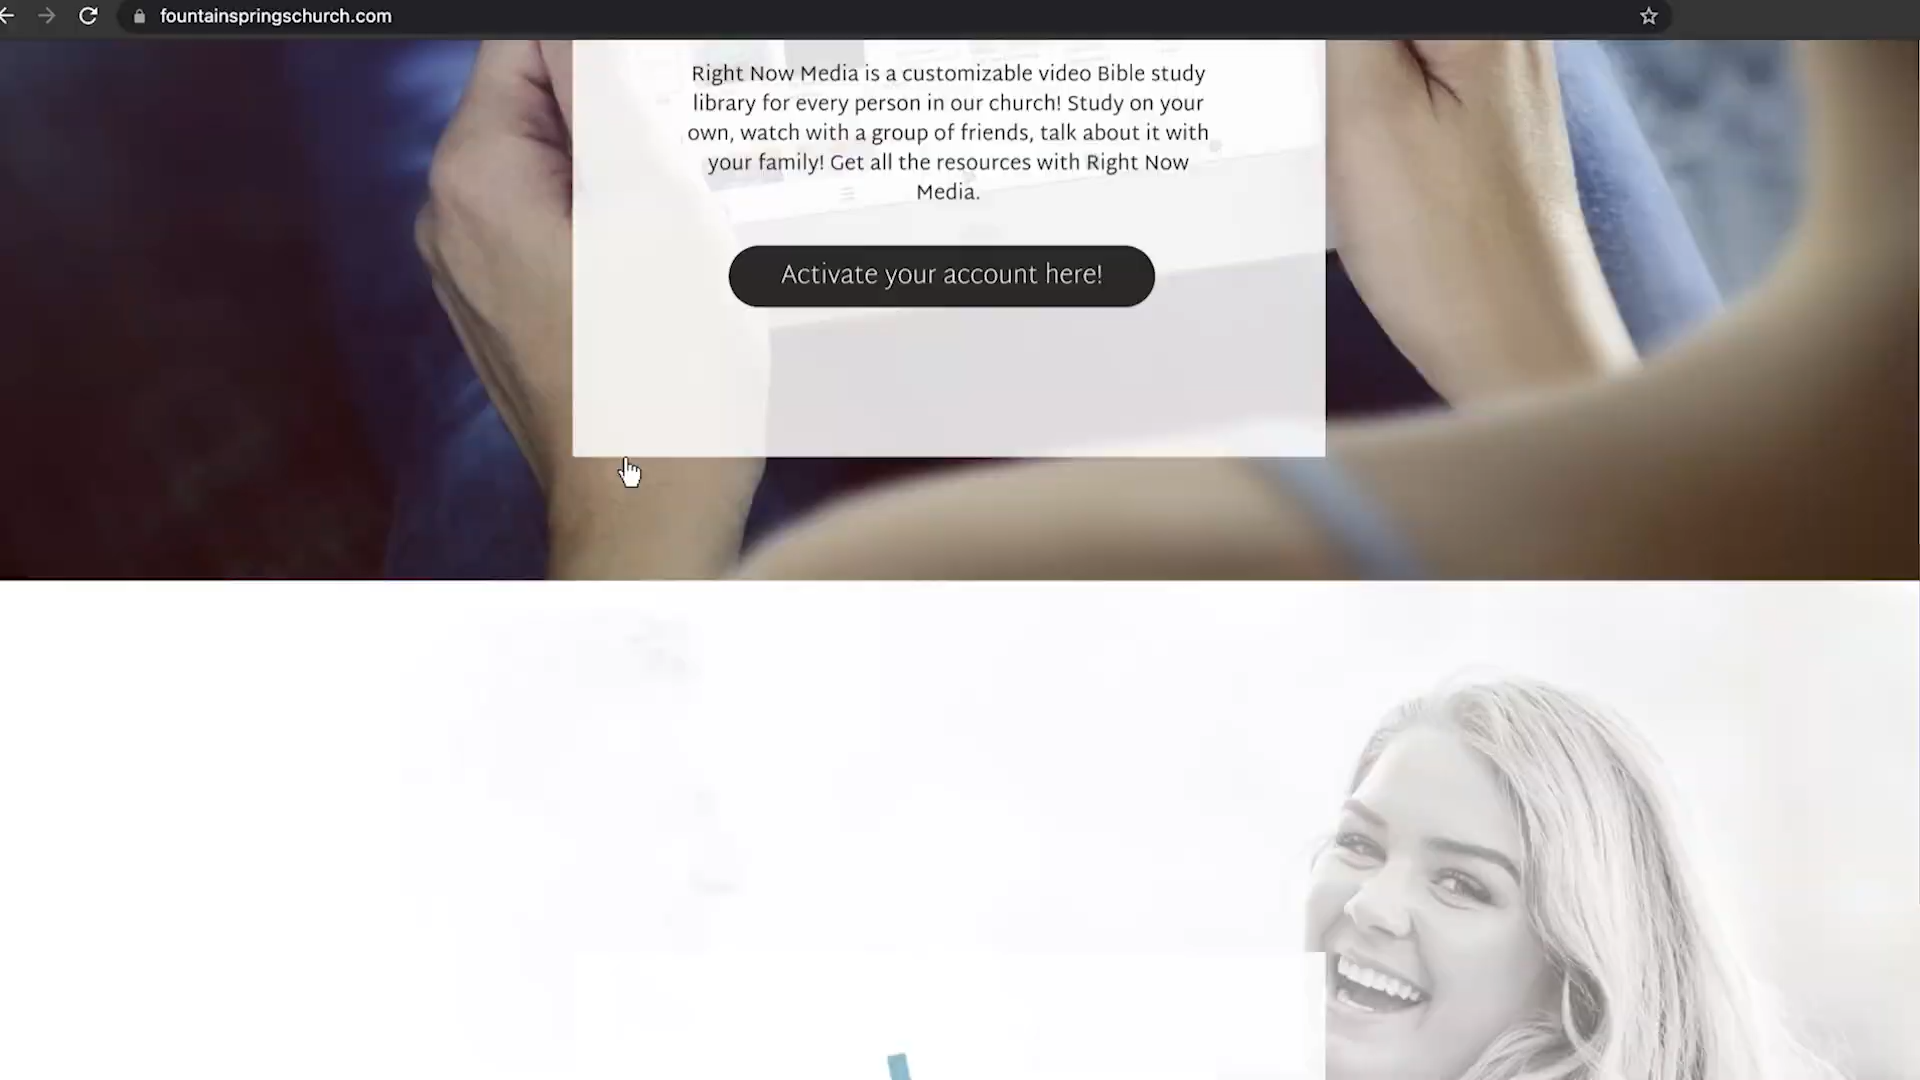 fountainspringschurch.com
Right Now Media is a customizable video Bible study
library for every person in our church! Study on your
own, watch with a group of friends, talk about it with
your family! Get all the resources with Right Now
Media.
Activate your account here!